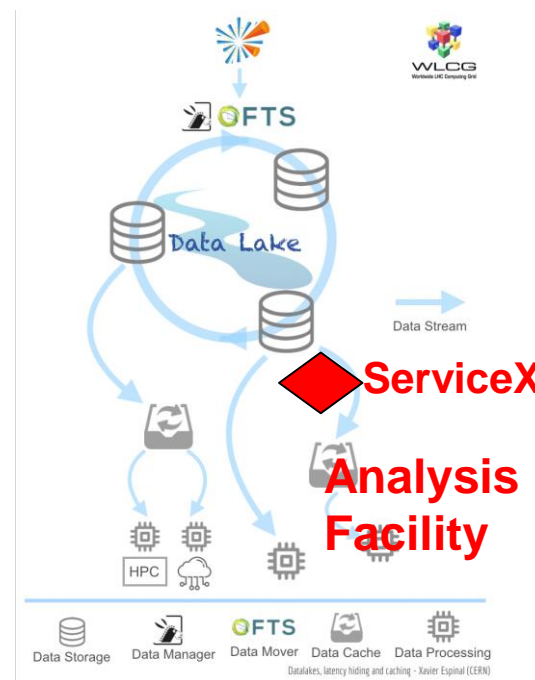 WLCG
Worldwide LHC Computing Grid
FTS
Data Lake
Data Stream
ServiceX
Analysis
Facility
HPC
FTS
Data Storage
Data Manager
Data Mover
Data Cache
Data Processing
Datalakes, latency hiding and caching - Xavier Espinal (CERN)